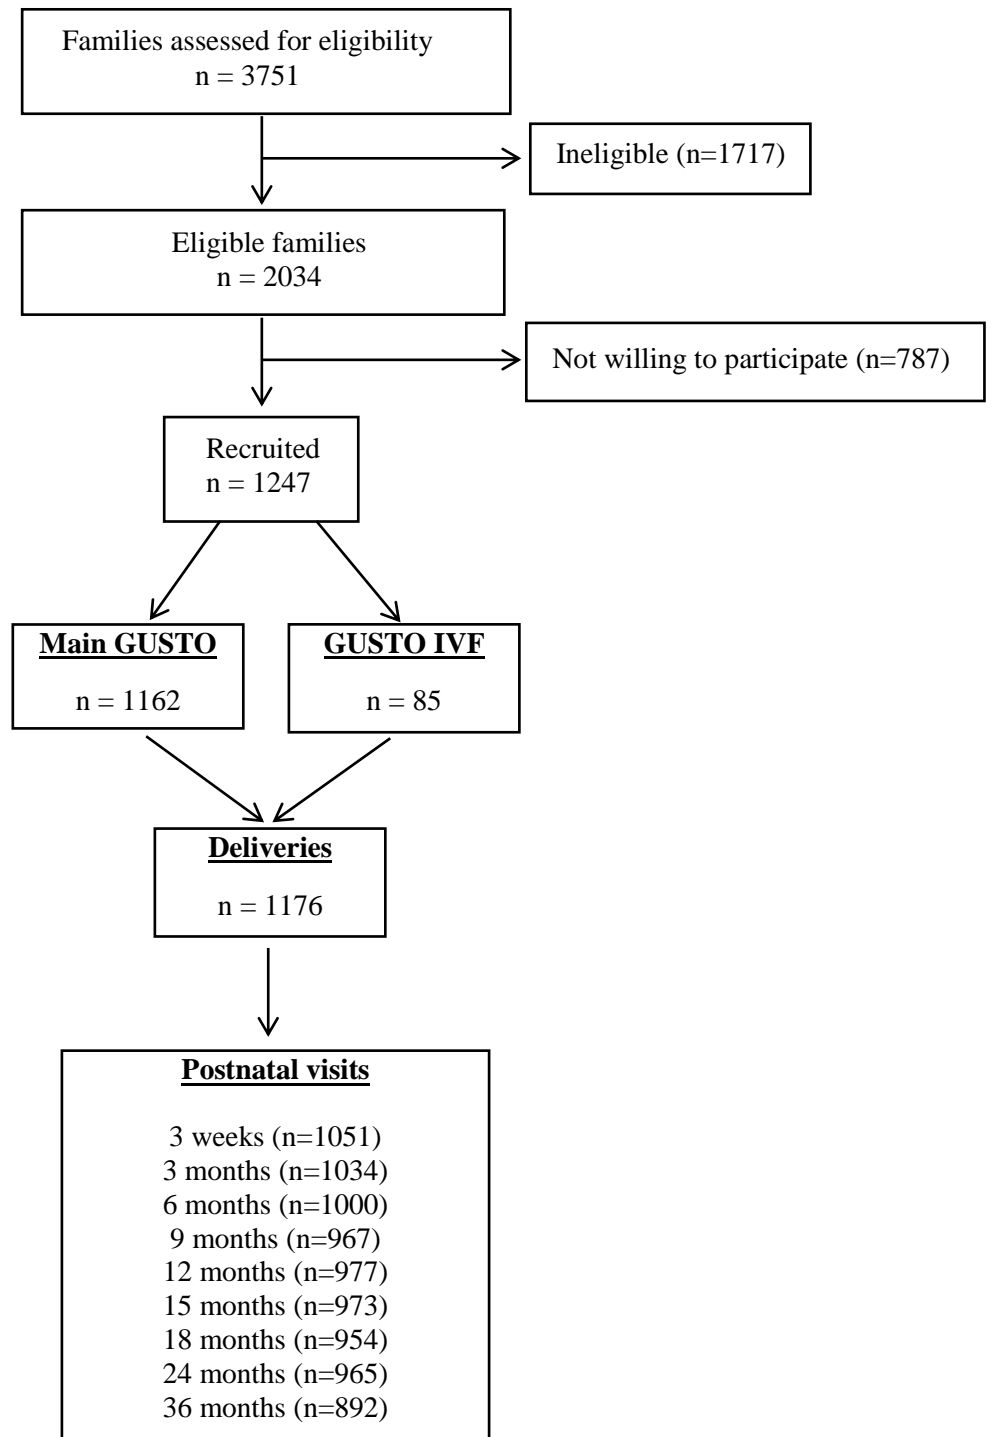 Families assessed for eligibility
n = 3751
Ineligible (n=1717)
Eligible families
n = 2034
Not willing to participate (n=787)
Recruited
n = 1247
Main GUSTO
n = 1162
GUSTO IVF
n = 85
Deliveries
n = 1176
Postnatal visits
3 weeks (n=1051)
3 months (n=1034)
6 months (n=1000)
9 months (n=967)
12 months (n=977)
15 months (n=973)
18 months (n=954)
24 months (n=965)
36 months (n=892)